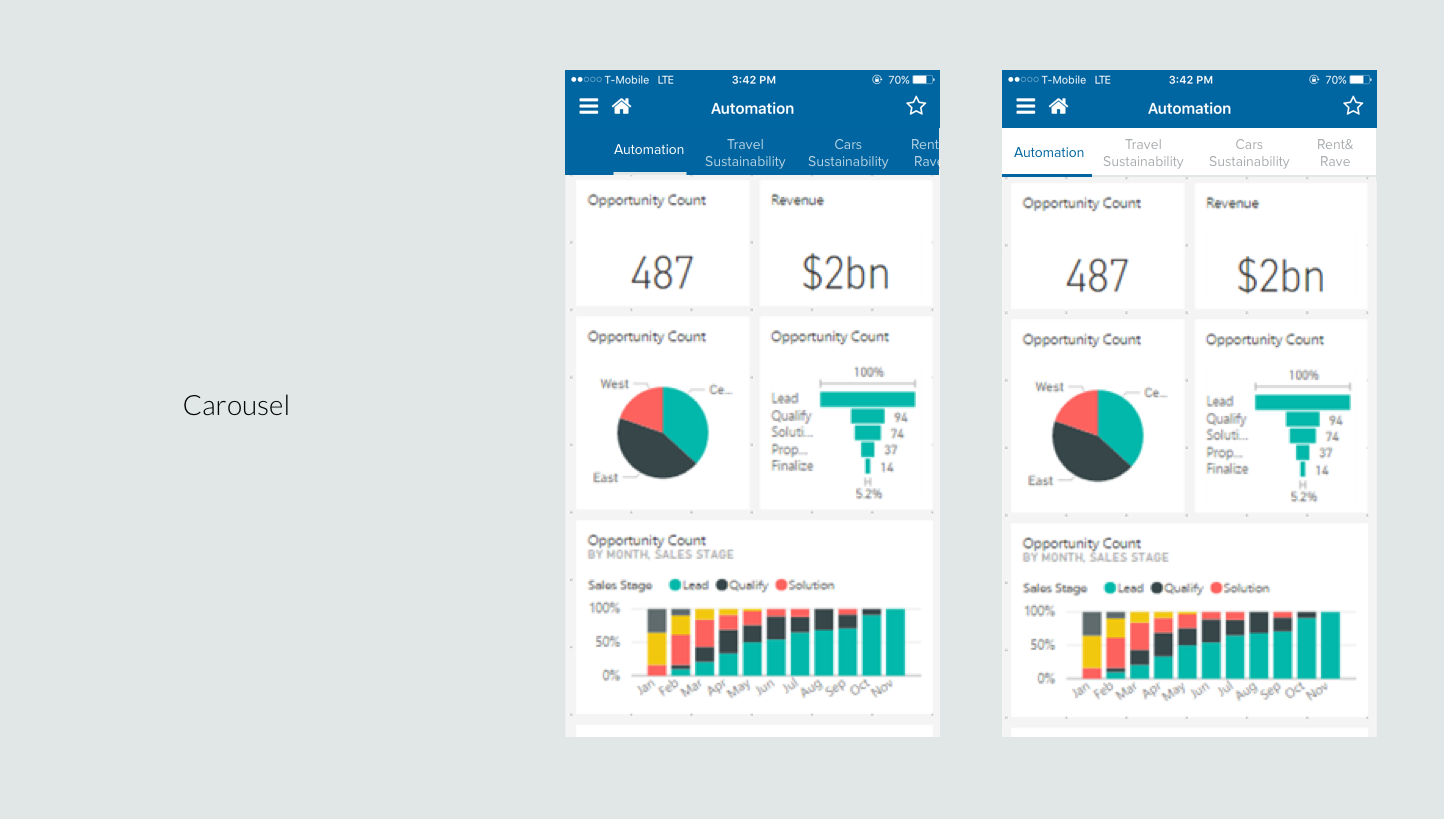 Carousel
T-Mobile LTE 3:42 PM 70%
Automation
Automation
Travel
Sustainability
Cars
Sustainability
Rent
Rave
Opportunity Count
487
Revenue
$2bn
Opportunity Count
West
Ce...
East
Opportunity Count
100%
Lead
Qualify 94
Soluti... 74
Prop... 37
Finalize 14
5.2%
Opportunity Count
BY MONTH, SALES STAGE
Sales Stage Lead Qualify Solution
100%
50%
0%
Jan Feb Mar Apr May Jun Jul Aug Sep Oct Nov
T-Mobile LTE 3:42 PM 70%
Automation
Automation
Travel
Sustainability
Cars
Sustainability
Rent&
Rave
Opportunity Count
487
Revenue
$2bn
Opportunity Count
West
Ce...
East
Opportunity Count
100%
Lead
Qualify 94
Soluti... 74
Prop... 37
Finalize 14
5.2%
Opportunity Count
BY MONTH, SALES STAGE
Sales Stage Lead Qualify Solution
100%
50%
0%
Jan Feb Mar Apr May Jun Jul Aug Sep Oct Nov